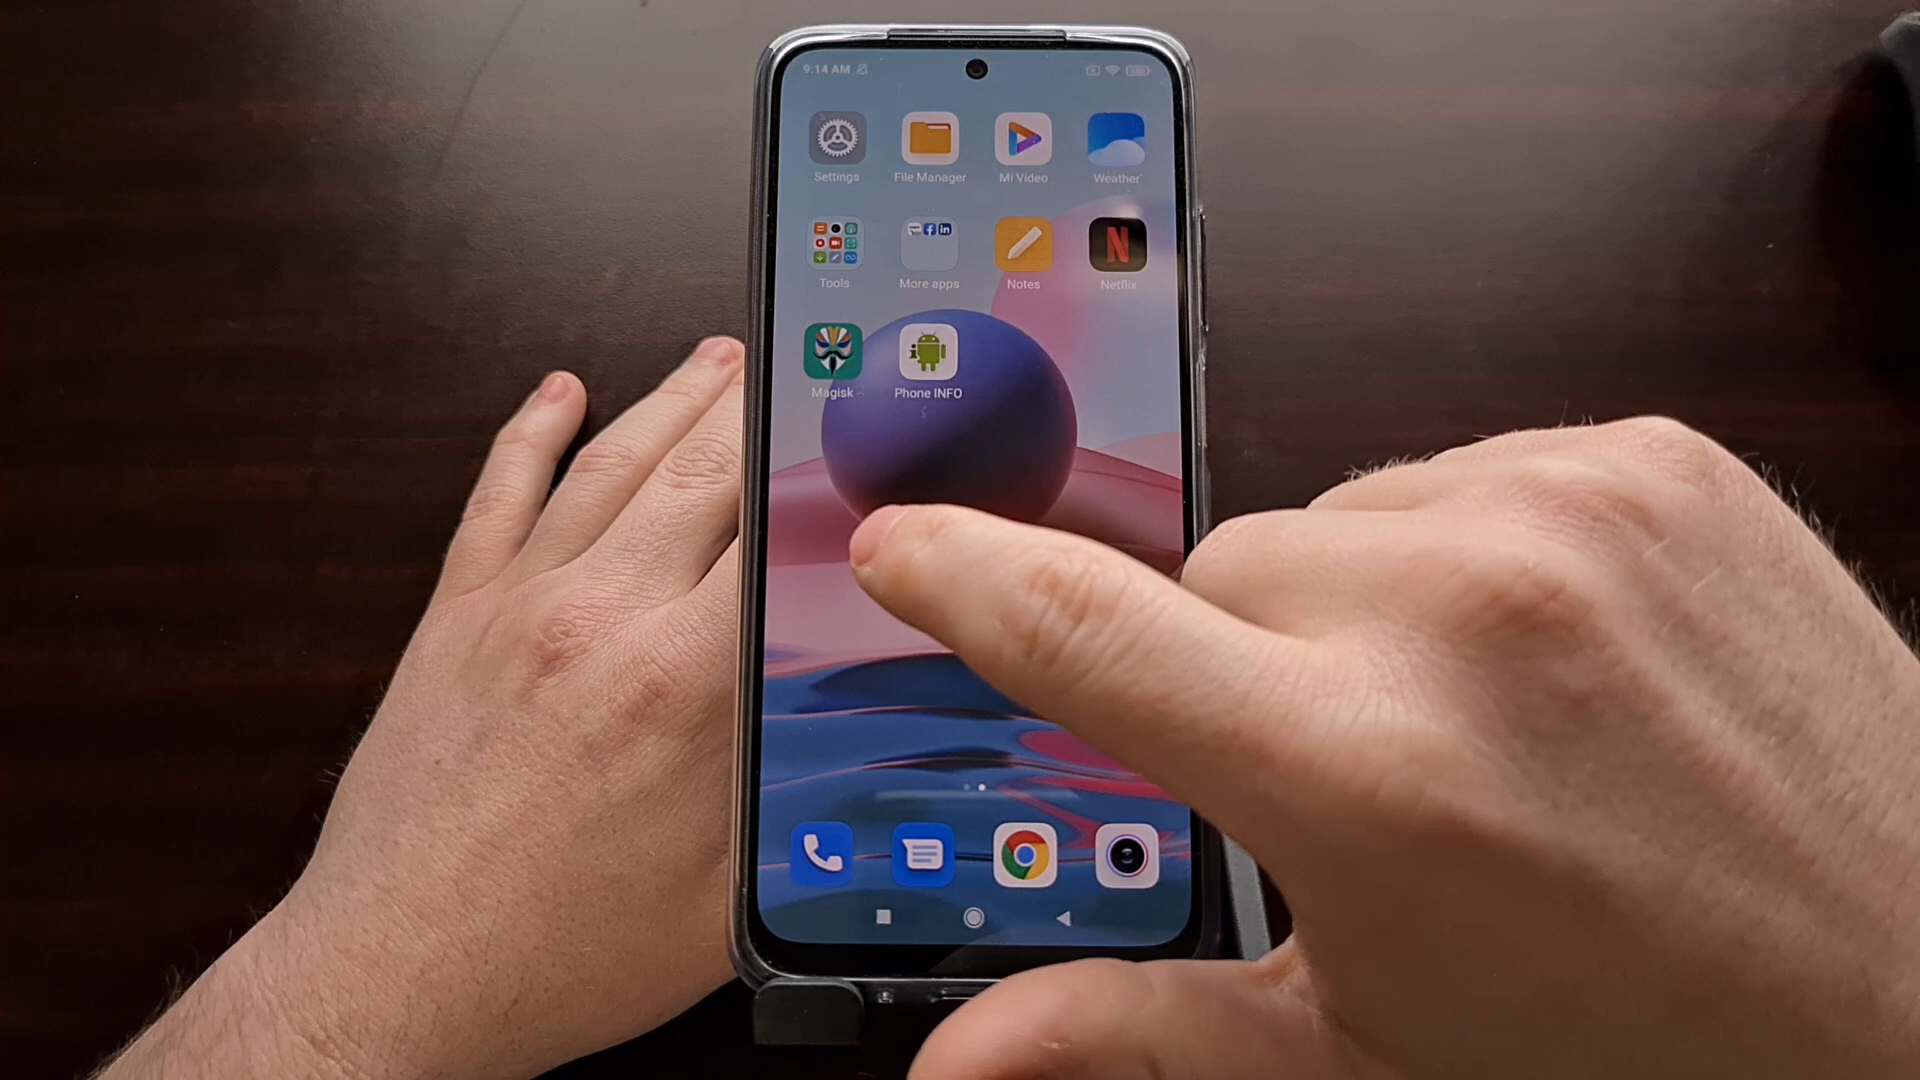 9:14 AM
Settings
File Manager
Mi Video
Weather
Tools
More apps
Notes
Netflix
Magisk
Phone INFO